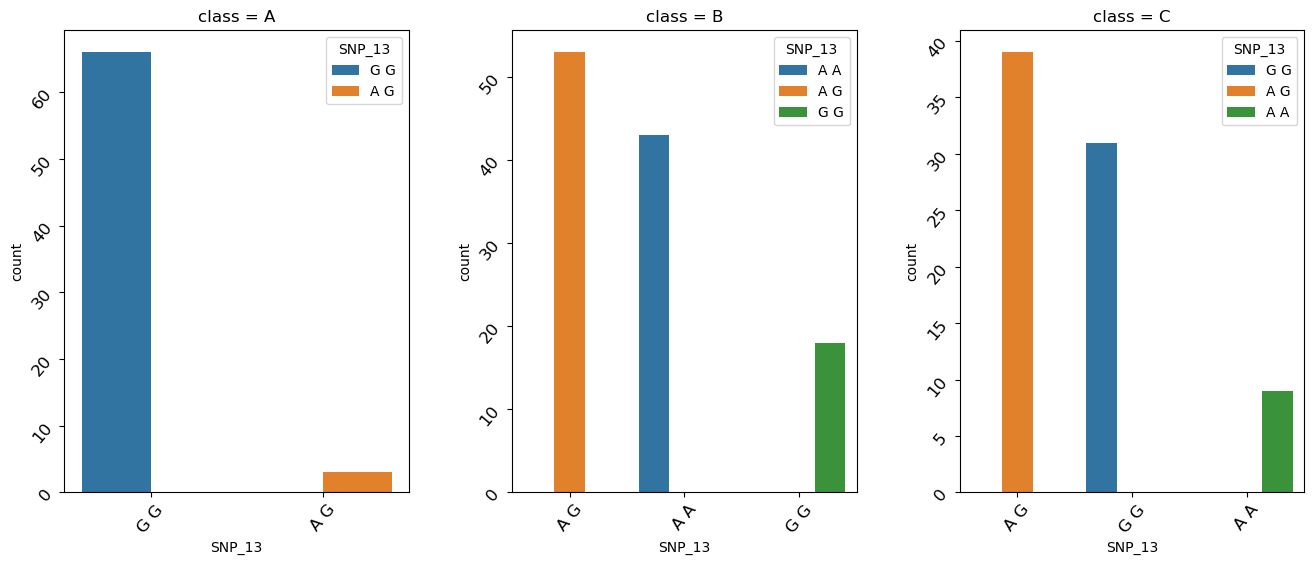 class = A
SNP_13
G G
A G
60
50
40
30
20
10
0
count
G G
A G
SNP_13
class = B
SNP_13
A A
A G
G G
50
40
30
20
10
0
count
A G
A A
G G
SNP_13
class = C
SNP_13
G G
A G
A A
40
35
30
25
20
15
10
5
0
count
A G
G G
A A
SNP_13